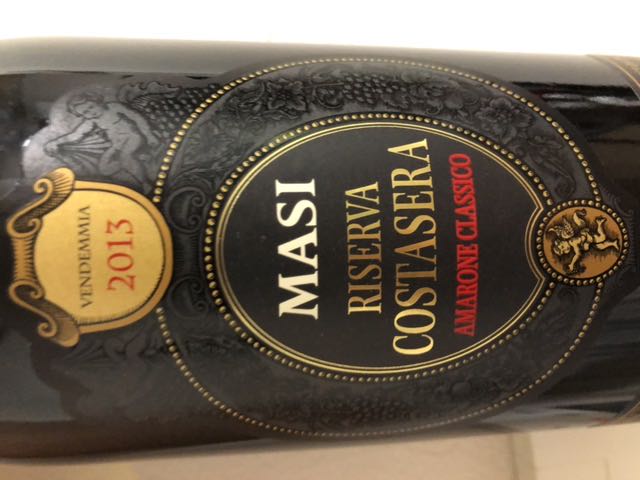 VENDEMMIA
2013
MASI
RISERVA
COSTASERA
AMARONE CLASSICO